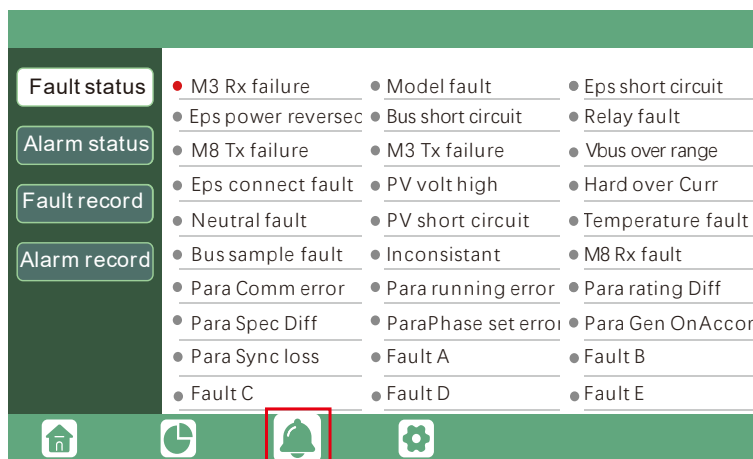 Fault status
Alarm status
Fault record
Alarm record
M3 Rx failure Model fault Eps short circuit
Eps power reversec Bus short circuit Relay fault
M8 Tx failure M3 Tx failure Vbus over range
Eps connect fault PV volt high Hard over Curr
Neutral fault PV short circuit Temperature fault
Bus sample fault Inconsistant M8 Rx fault
Para Comm error Para running error Para rating Diff
Para Spec Diff ParaPhase set error Para Gen OnAccor
Para Sync loss Fault A Fault B
Fault C Fault D Fault E